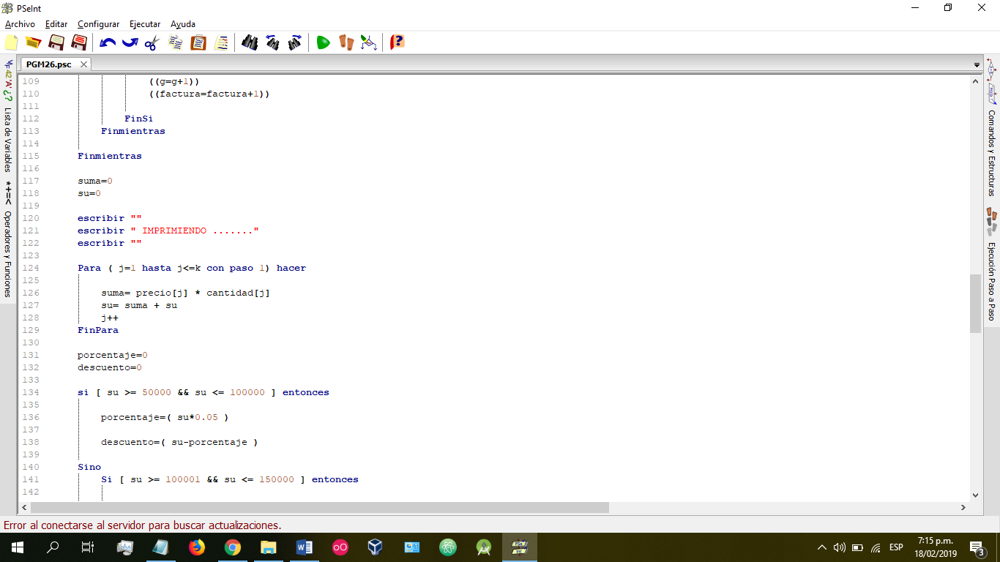 PSeInt
Archivo Editar Configurar Ejecutar Ayuda
PGM26.psc
109 ((g=g+1))
110 ((factura=factura+1))
111
112 FinSi
113 Finmientras
114
115 Finmientras
116
117 suma=0
118 su=0
119
120 escribir ""
121 escribir " IMPRIMIENDO ......."
122 escribir ""
123
124 Para ( j=1 hasta j<=k con paso 1) hacer
125
126 suma= precio[j] * cantidad[j]
127 su= suma + su
128 j++
129 FinPara
130
131 porcentaje=0
132 descuento=0
133
134 si [ su >= 50000 && su <= 100000 ] entonces
135
136 porcentaje=( su*0.05 )
137
138 descuento=( su-porcentaje )
139
140 Sino
141 Si [ su >= 100001 && su <= 150000 ] entonces
142
42 'A' ¿? Lista de Variables
*+=< Operadores y Funciones
Comandos y Estructuras
Ejecución Paso a Paso
Error al conectarse al servidor para buscar actualizaciones.
ESP
7:15 p.m.
18/02/2019
3